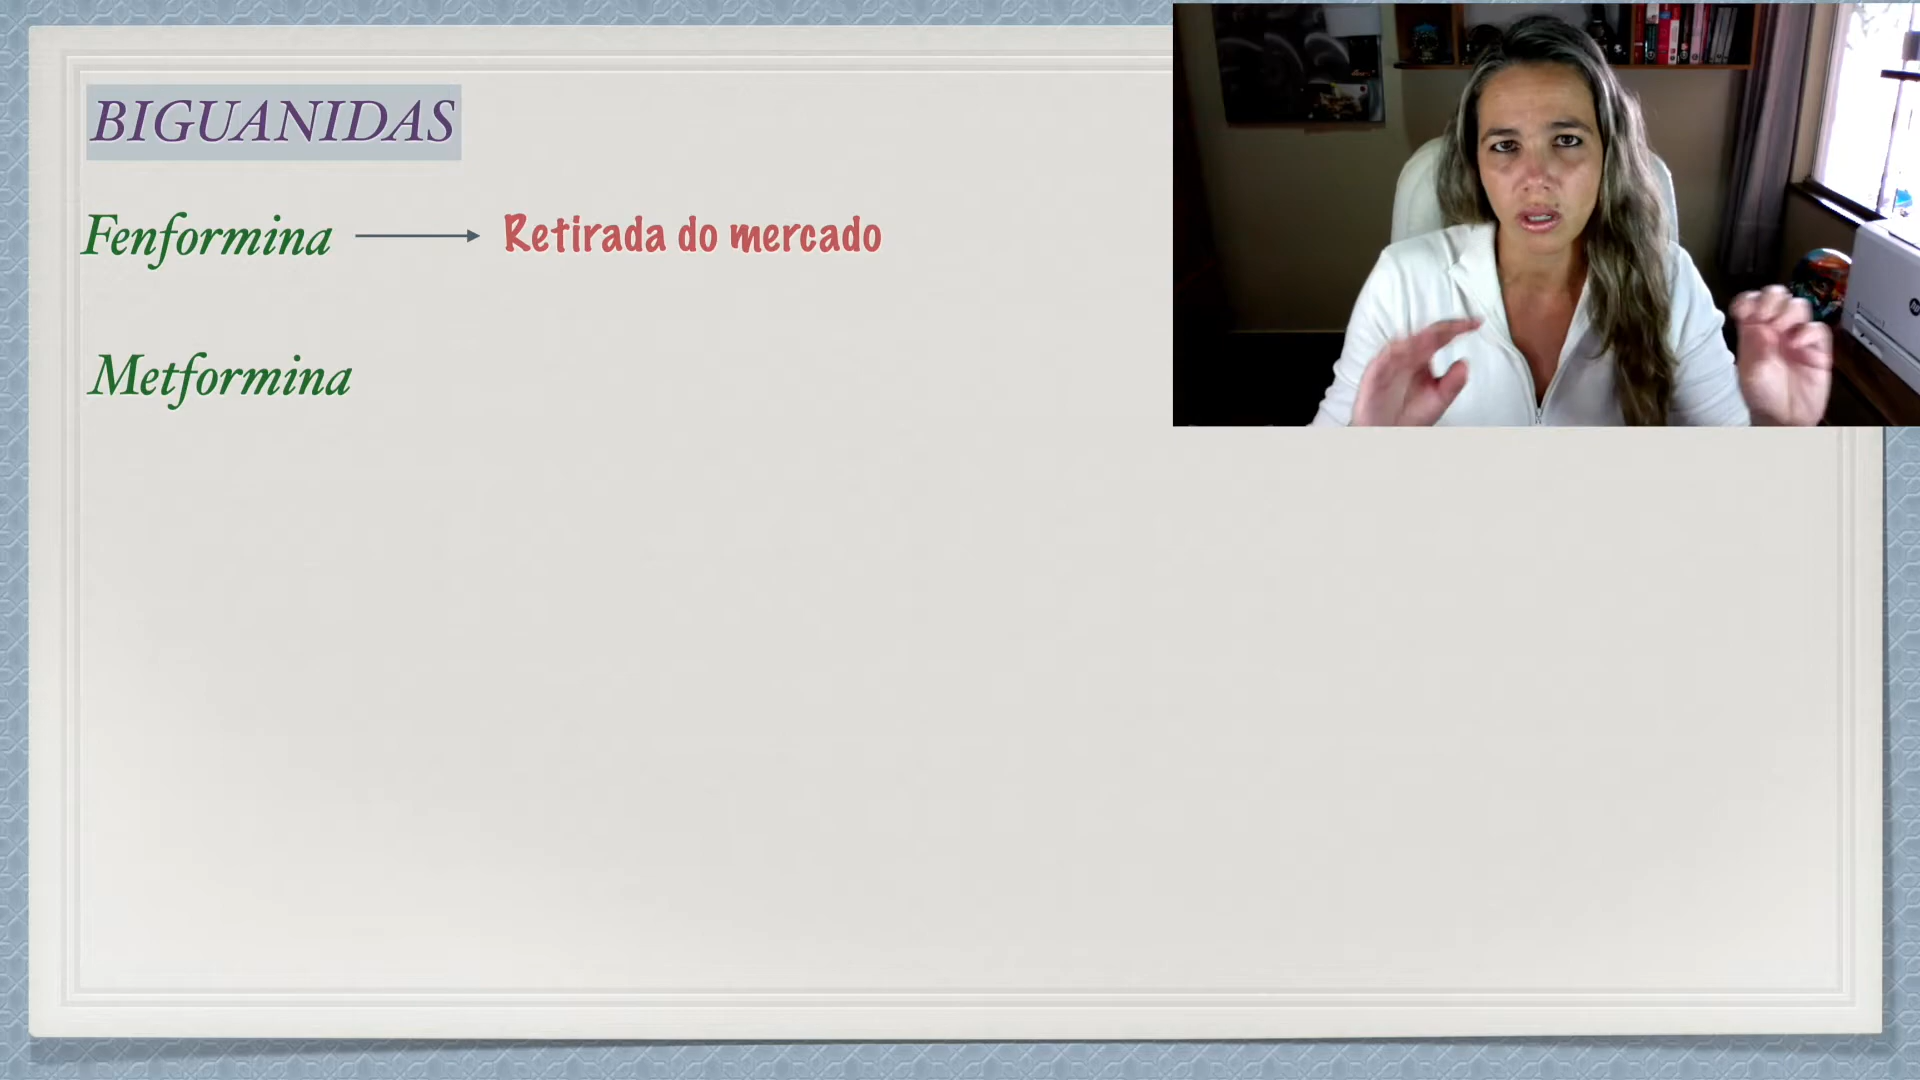 BIGUANIDAS
Fenformina → Retirada do mercado
Metformina